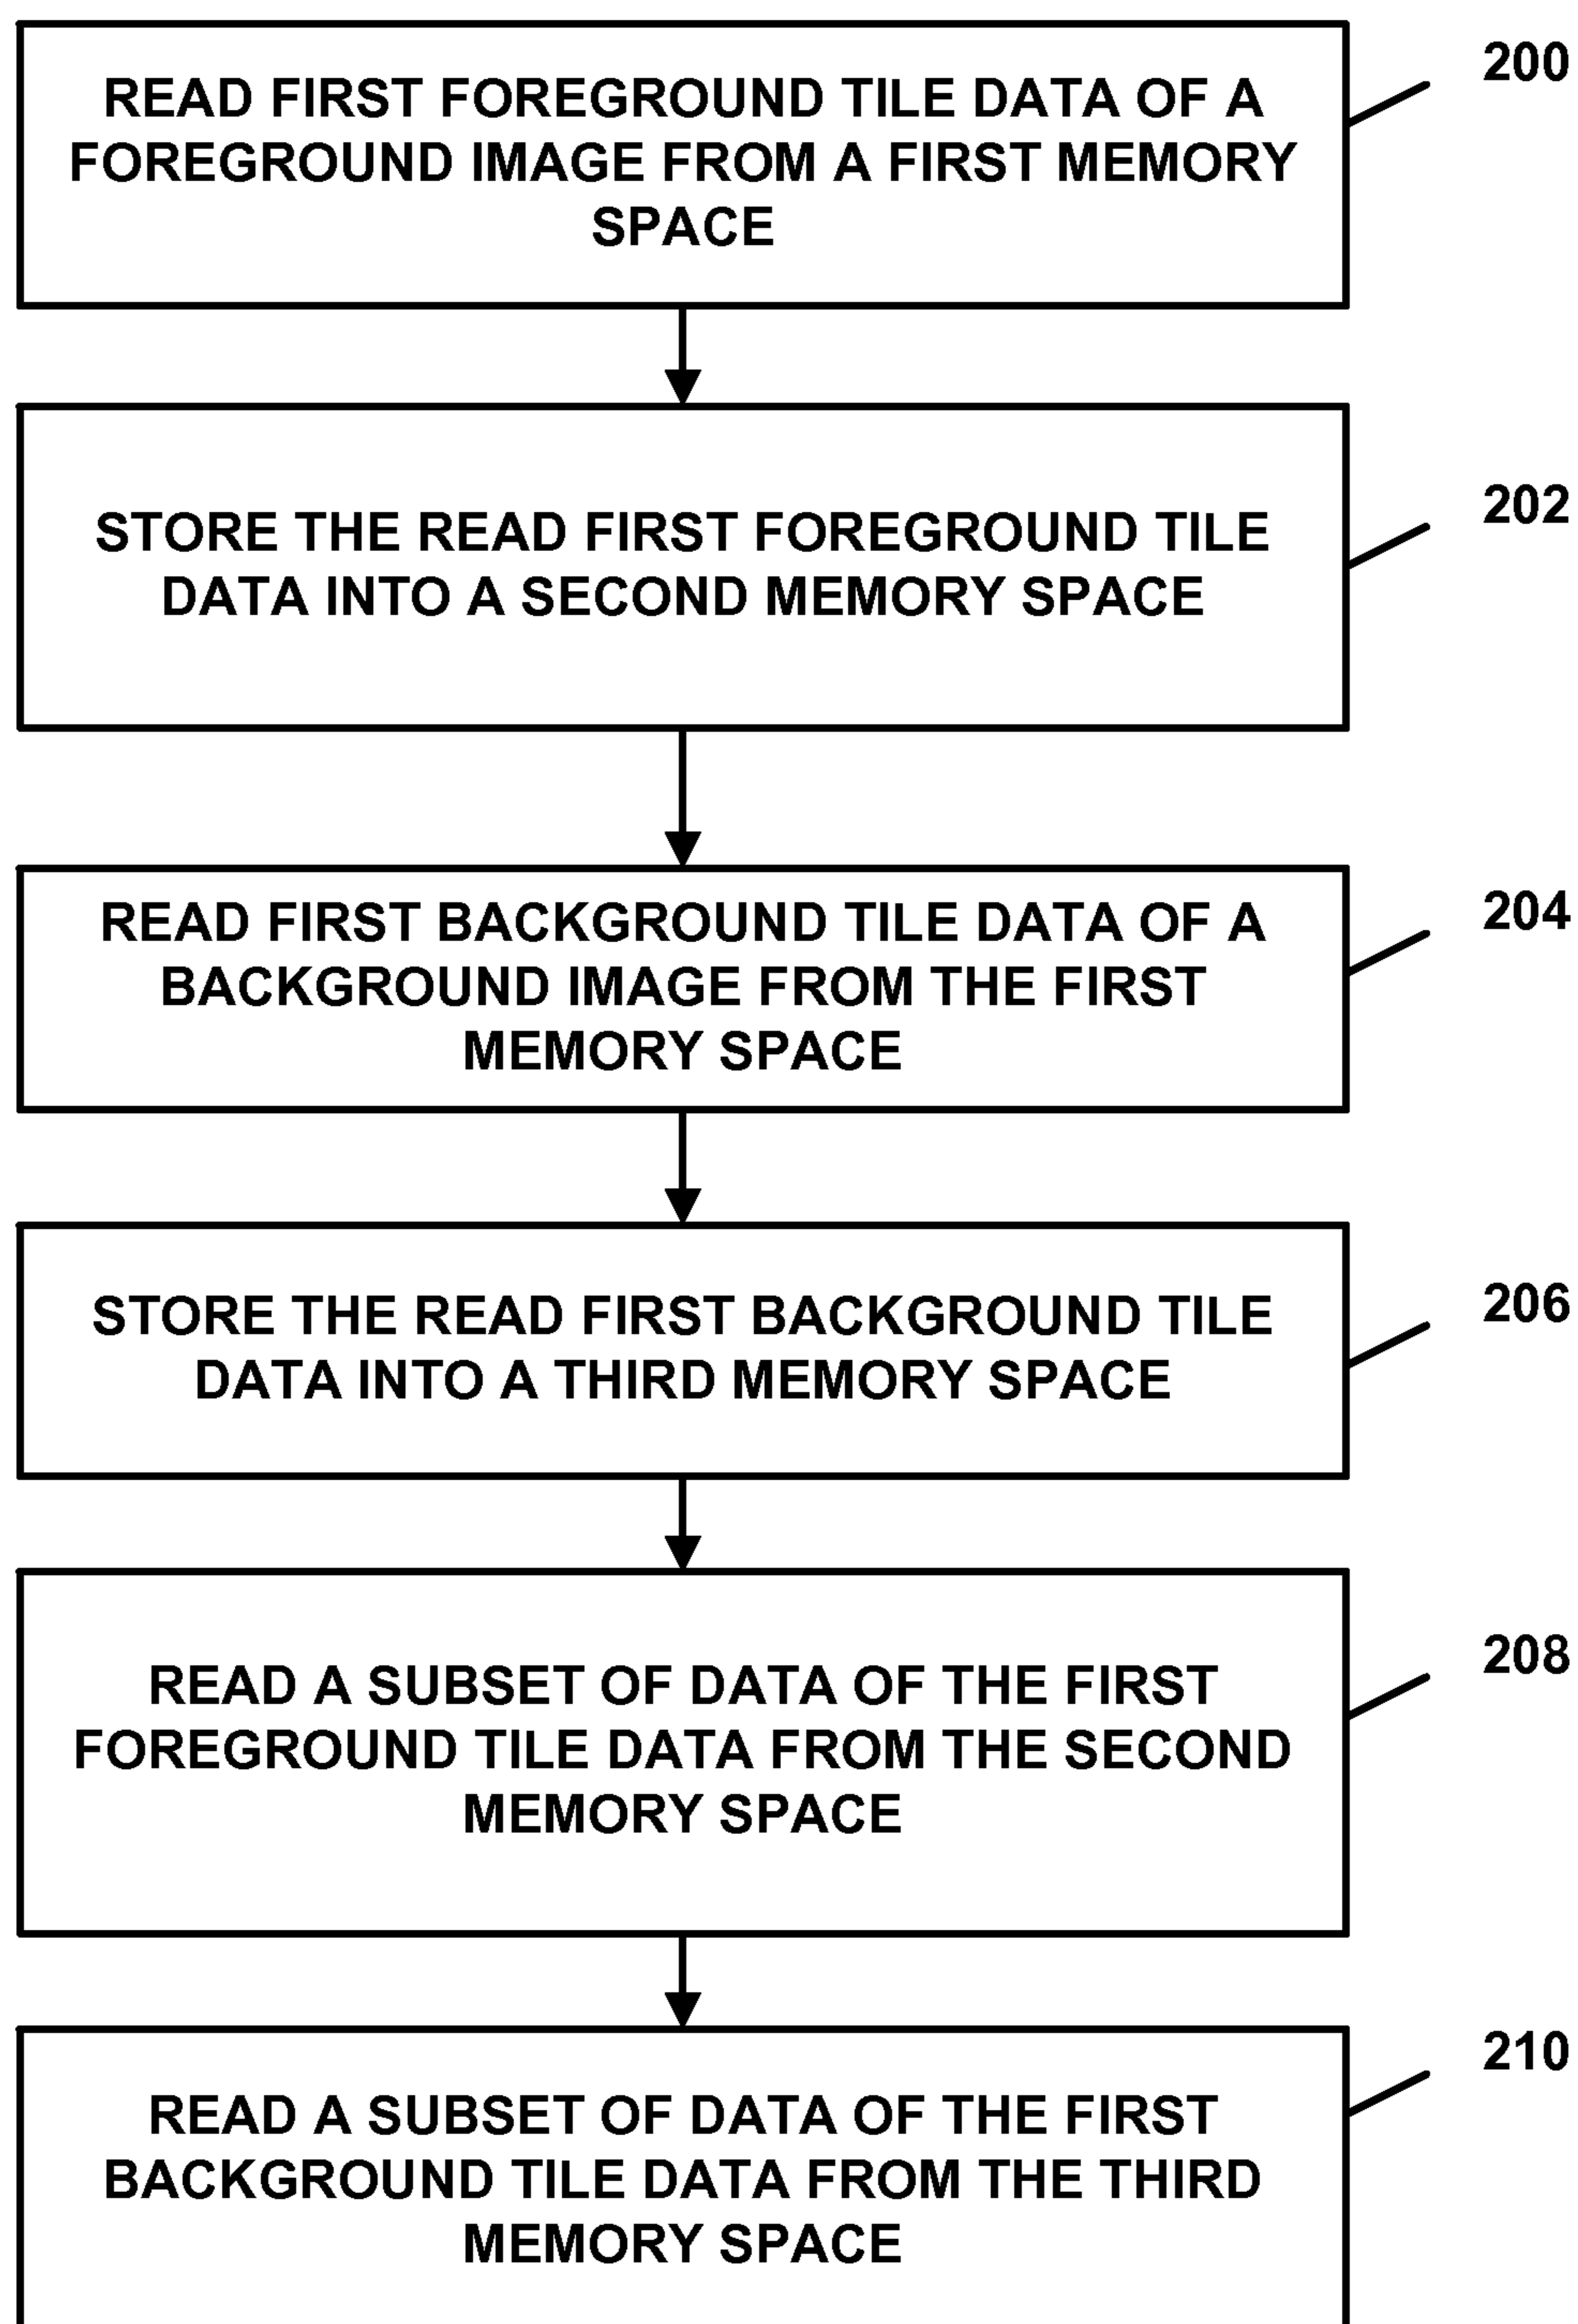 READ FIRST FOREGROUND TILE DATA OF A
FOREGROUND IMAGE FROM A FIRST MEMORY
SPACE
200
STORE THE READ FIRST FOREGROUND TILE
DATA INTO A SECOND MEMORY SPACE
202
READ FIRST BACKGROUND TILE DATA OF A
BACKGROUND IMAGE FROM THE FIRST
MEMORY SPACE
204
STORE THE READ FIRST BACKGROUND TILE
DATA INTO A THIRD MEMORY SPACE
206
READ A SUBSET OF DATA OF THE FIRST
FOREGROUND TILE DATA FROM THE SECOND
MEMORY SPACE
208
READ A SUBSET OF DATA OF THE FIRST
BACKGROUND TILE DATA FROM THE THIRD
MEMORY SPACE
210